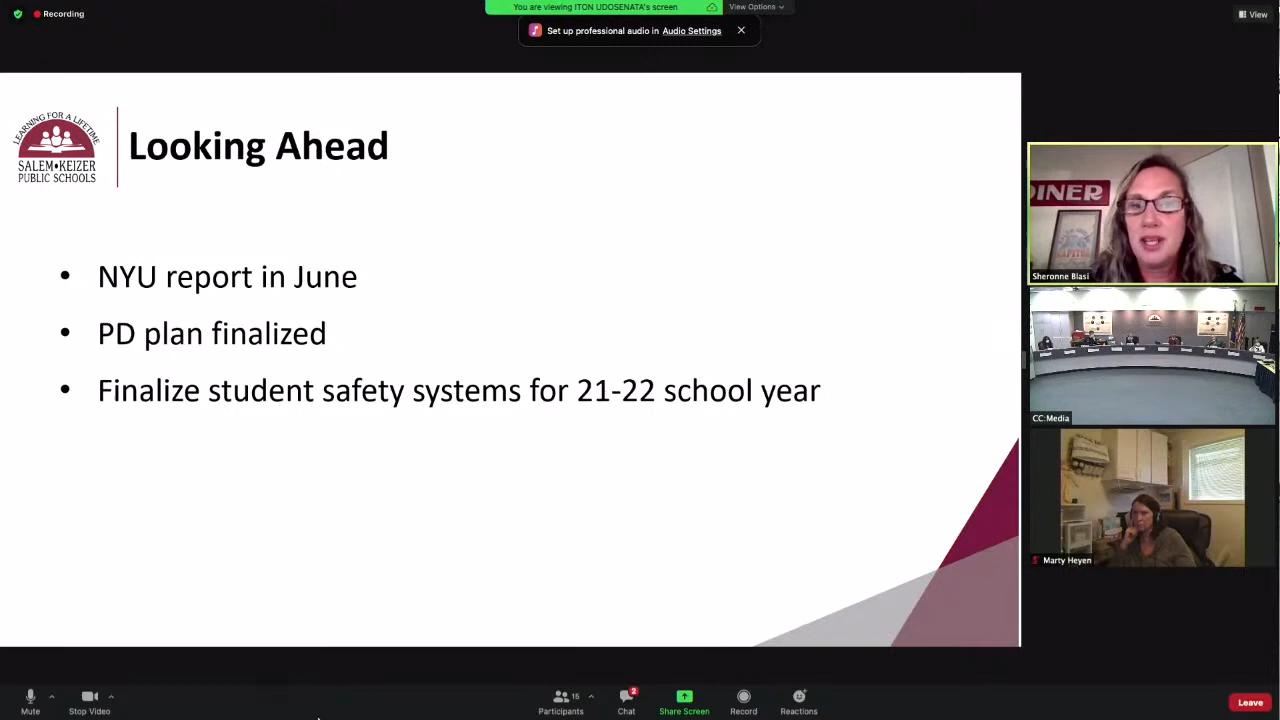 Recording
You are viewing ITON UDOSENATA's screen
View Options
Set up professional audio in Audio Settings
View
LEARNING FOR A LIFETIME
SALEM•KEIZER
PUBLIC SCHOOLS
Looking Ahead
• NYU report in June
• PD plan finalized
• Finalize student safety systems for 21-22 school year
DINER
Sheronne Blasi
CC:Media
Marty Heyen
Mute
Stop Video
15
Participants
2
Chat
Share Screen
Record
Reactions
Leave